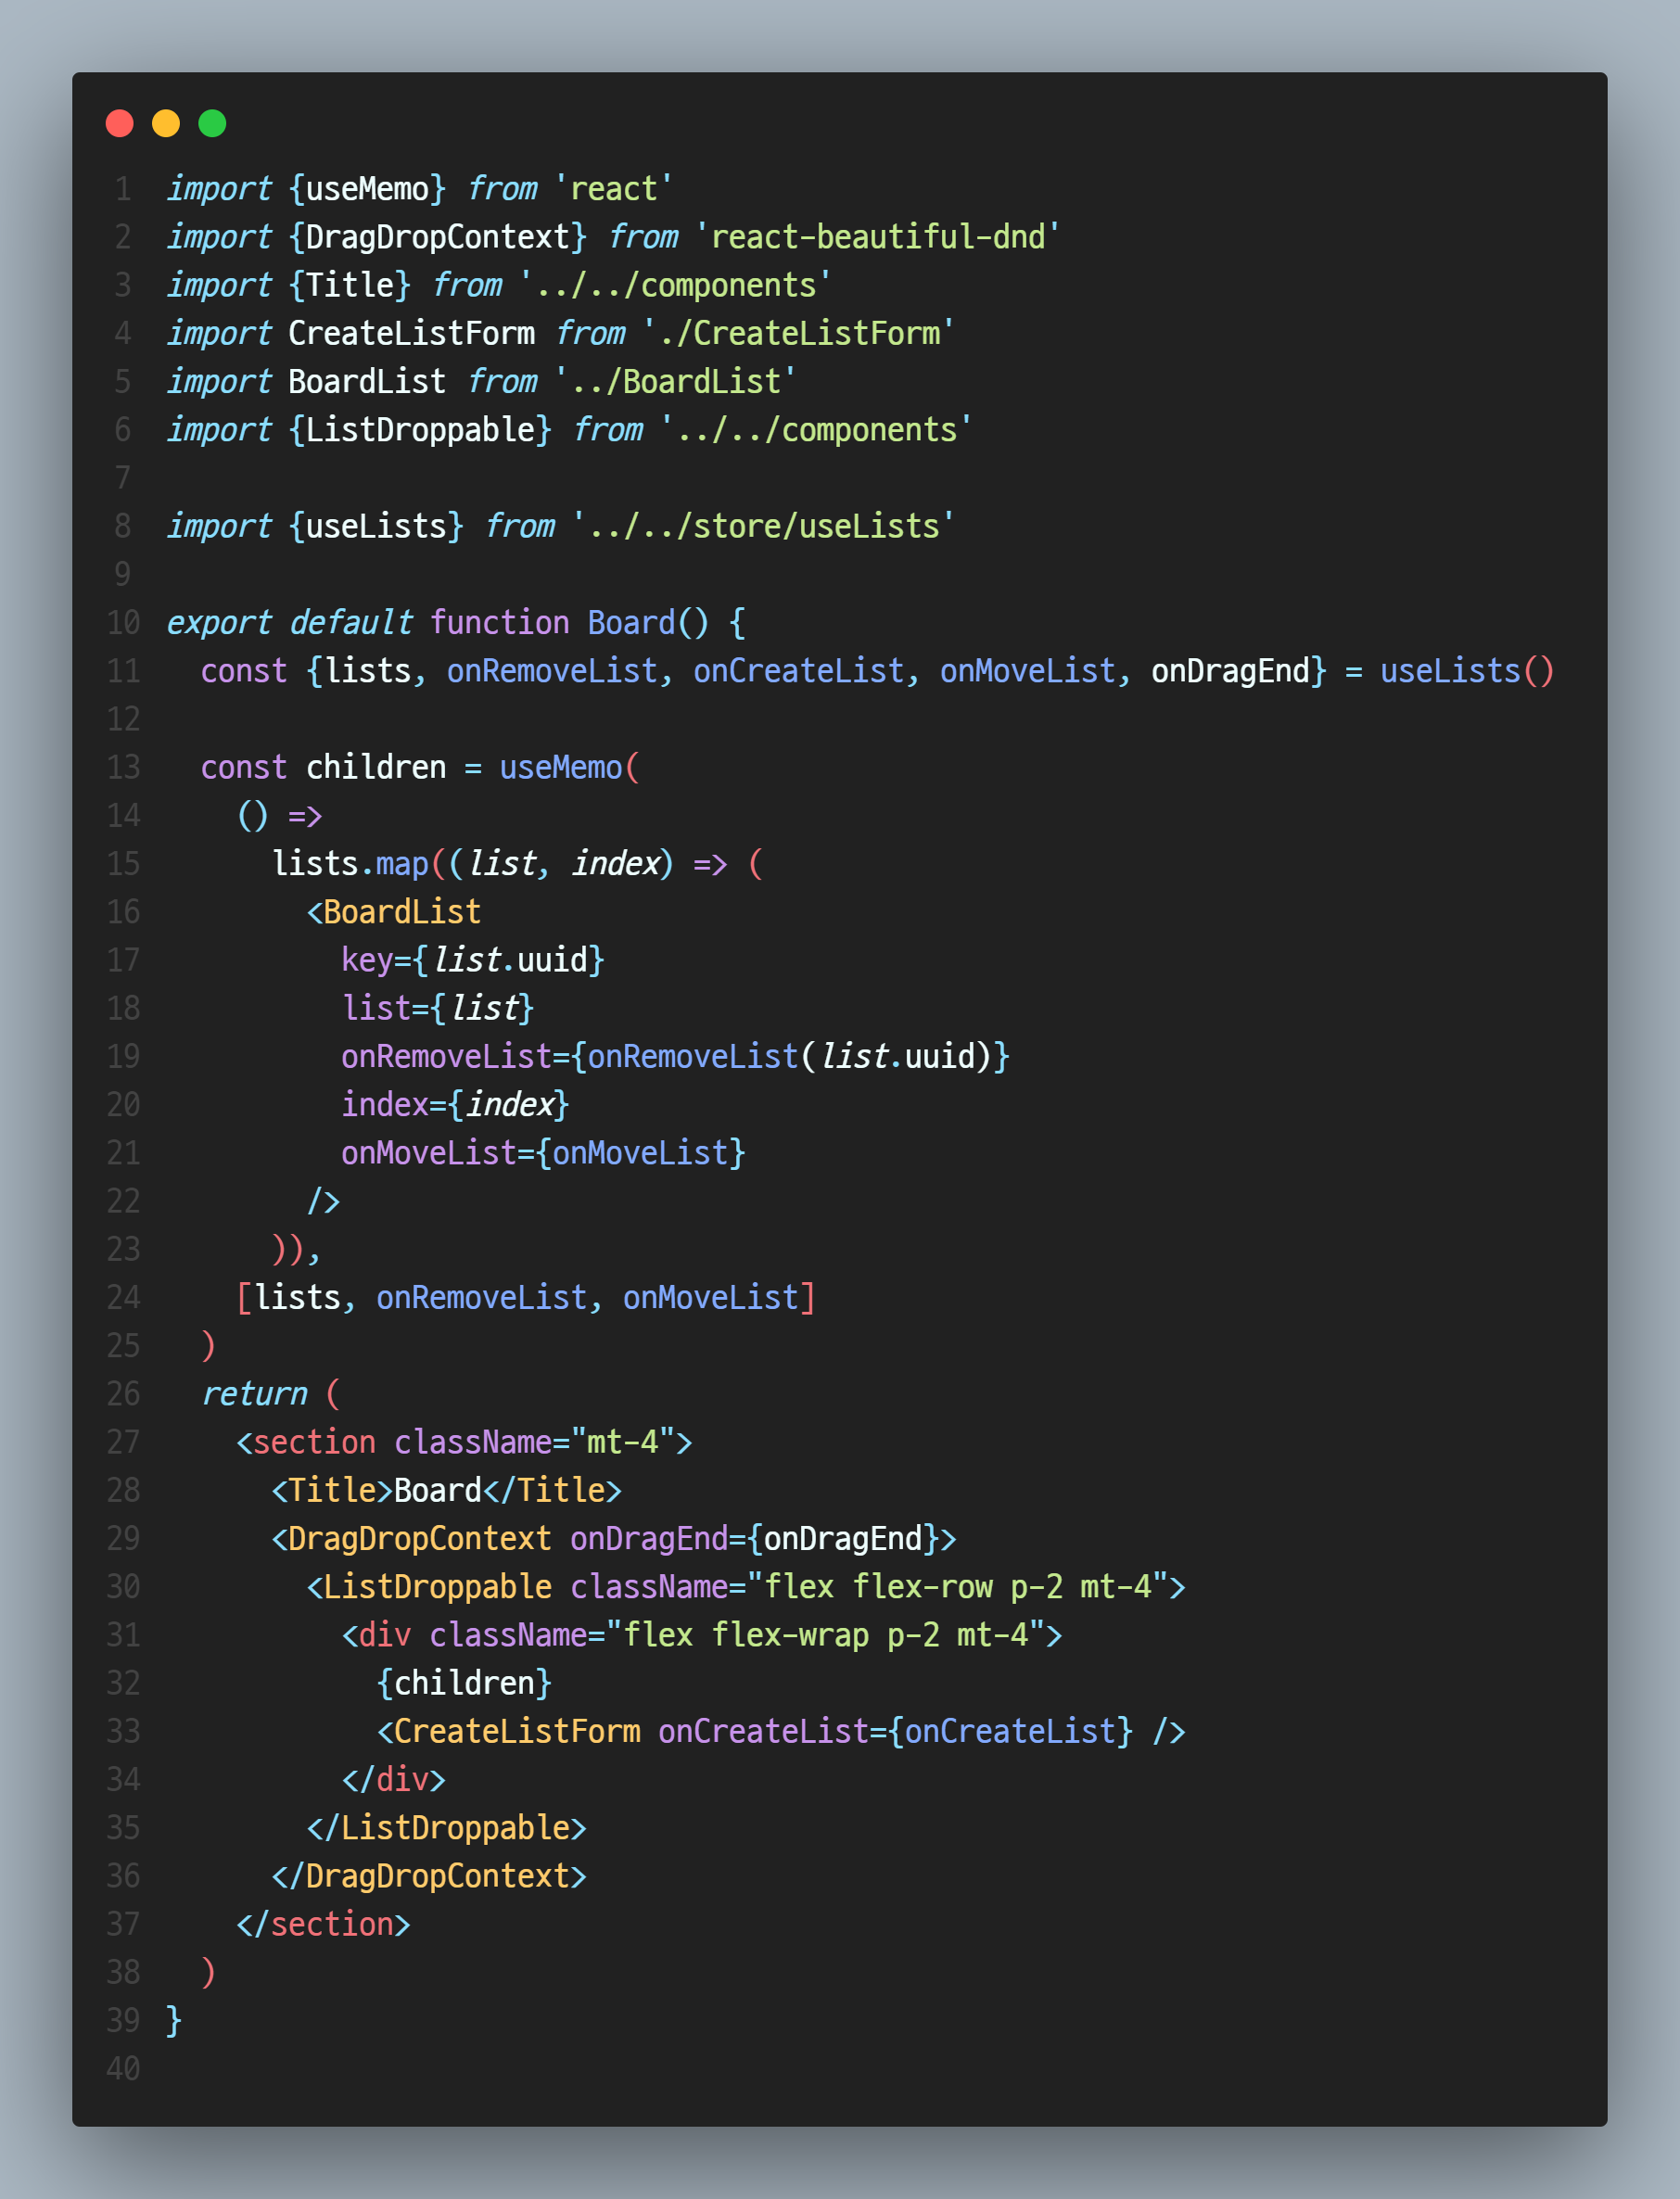 1 import {useMemo} from 'react'
2 import {DragDropContext} from 'react-beautiful-dnd'
3 import {Title} from '../../components'
4 import CreateListForm from './CreateListForm'
5 import BoardList from '../BoardList'
6 import {ListDroppable} from '../../components'
7
8 import {useLists} from '../../store/useLists'
9
10 export default function Board() {
11   const {lists, onRemoveList, onCreateList, onMoveList, onDragEnd} = useLists()
12
13   const children = useMemo(
14     () =>
15       lists.map((list, index) => (
16         <BoardList
17           key={list.uuid}
18           list={list}
19           onRemoveList={onRemoveList(list.uuid)}
20           index={index}
21           onMoveList={onMoveList}
22         />
23       )),
24     [lists, onRemoveList, onMoveList]
25   )
26   return (
27     <section className="mt-4">
28       <Title>Board</Title>
29       <DragDropContext onDragEnd={onDragEnd}>
30         <ListDroppable className="flex flex-row p-2 mt-4">
31           <div className="flex flex-wrap p-2 mt-4">
32             {children}
33             <CreateListForm onCreateList={onCreateList} />
34           </div>
35         </ListDroppable>
36       </DragDropContext>
37     </section>
38   )
39 }
40